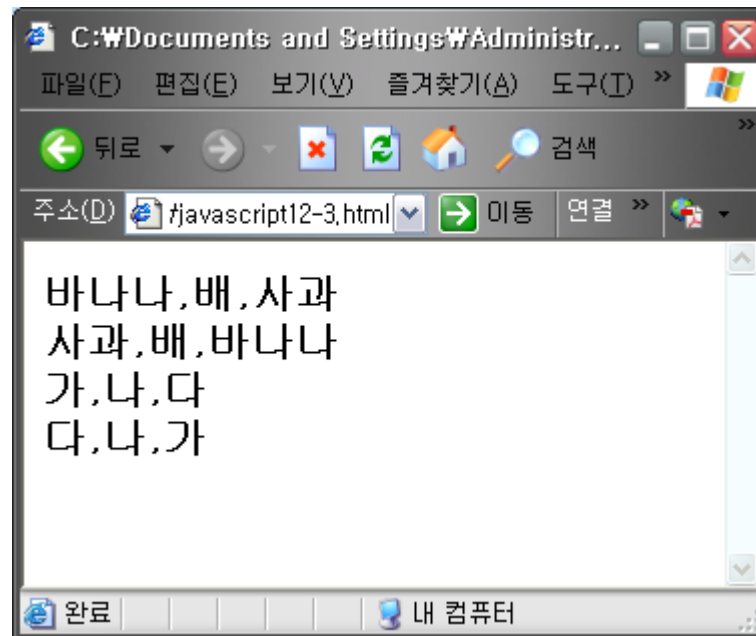 C:₩Documents and Settings₩Administr...
파일(F) 편집(E) 보기(V) 즐겨찾기(A) 도구(T) »
뒤로 검색 »
주소(D) /javascript12-3.html 이동 연결 »
바나나,배,사과
사과,배,바나나
가,나,다
다,나,가
완료 내 컴퓨터